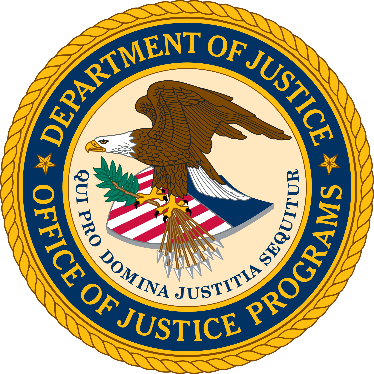 DEPARTMENT OF JUSTICE
OFFICE OF JUSTICE PROGRAMS
QUI PRO DOMINA JUSTITIA SEQUITUR